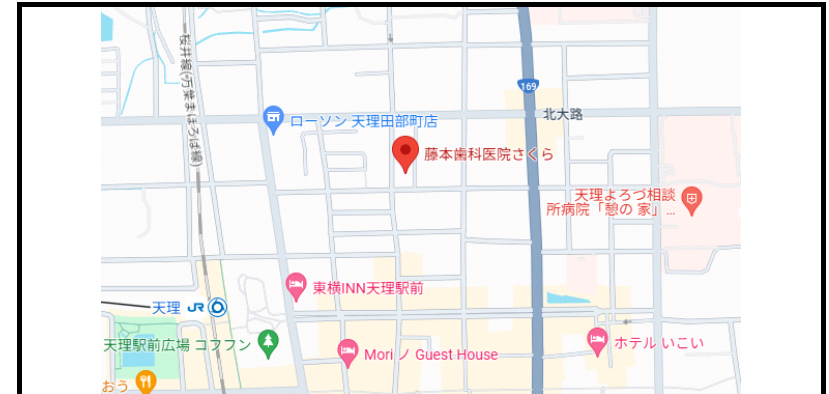 桜井線(万葉まほろば線)
169
北大路
ローソン 天理田部町店
藤本歯科医院さくら
天理よろづ相談
所病院「憩の 家」...
東横INN天理駅前
天理 JR
天理駅前広場 コフフン
Mori ノ Guest House
ホテル いこい
おう